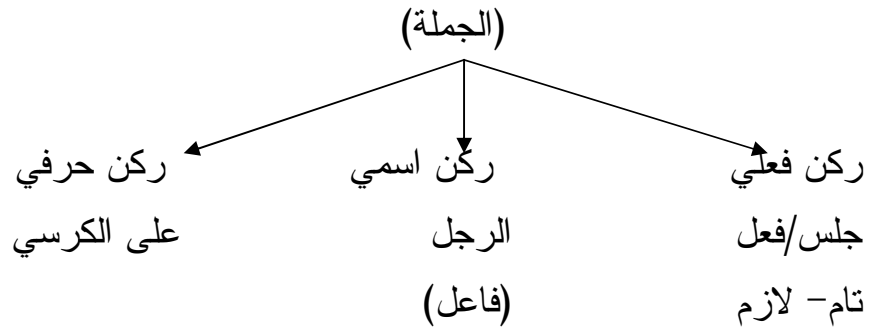 (الجملة)
ركن فعلي ركن اسمي ركن حرفي
جلس/فعل الرجل على الكرسي
تام- لازم (فاعل)